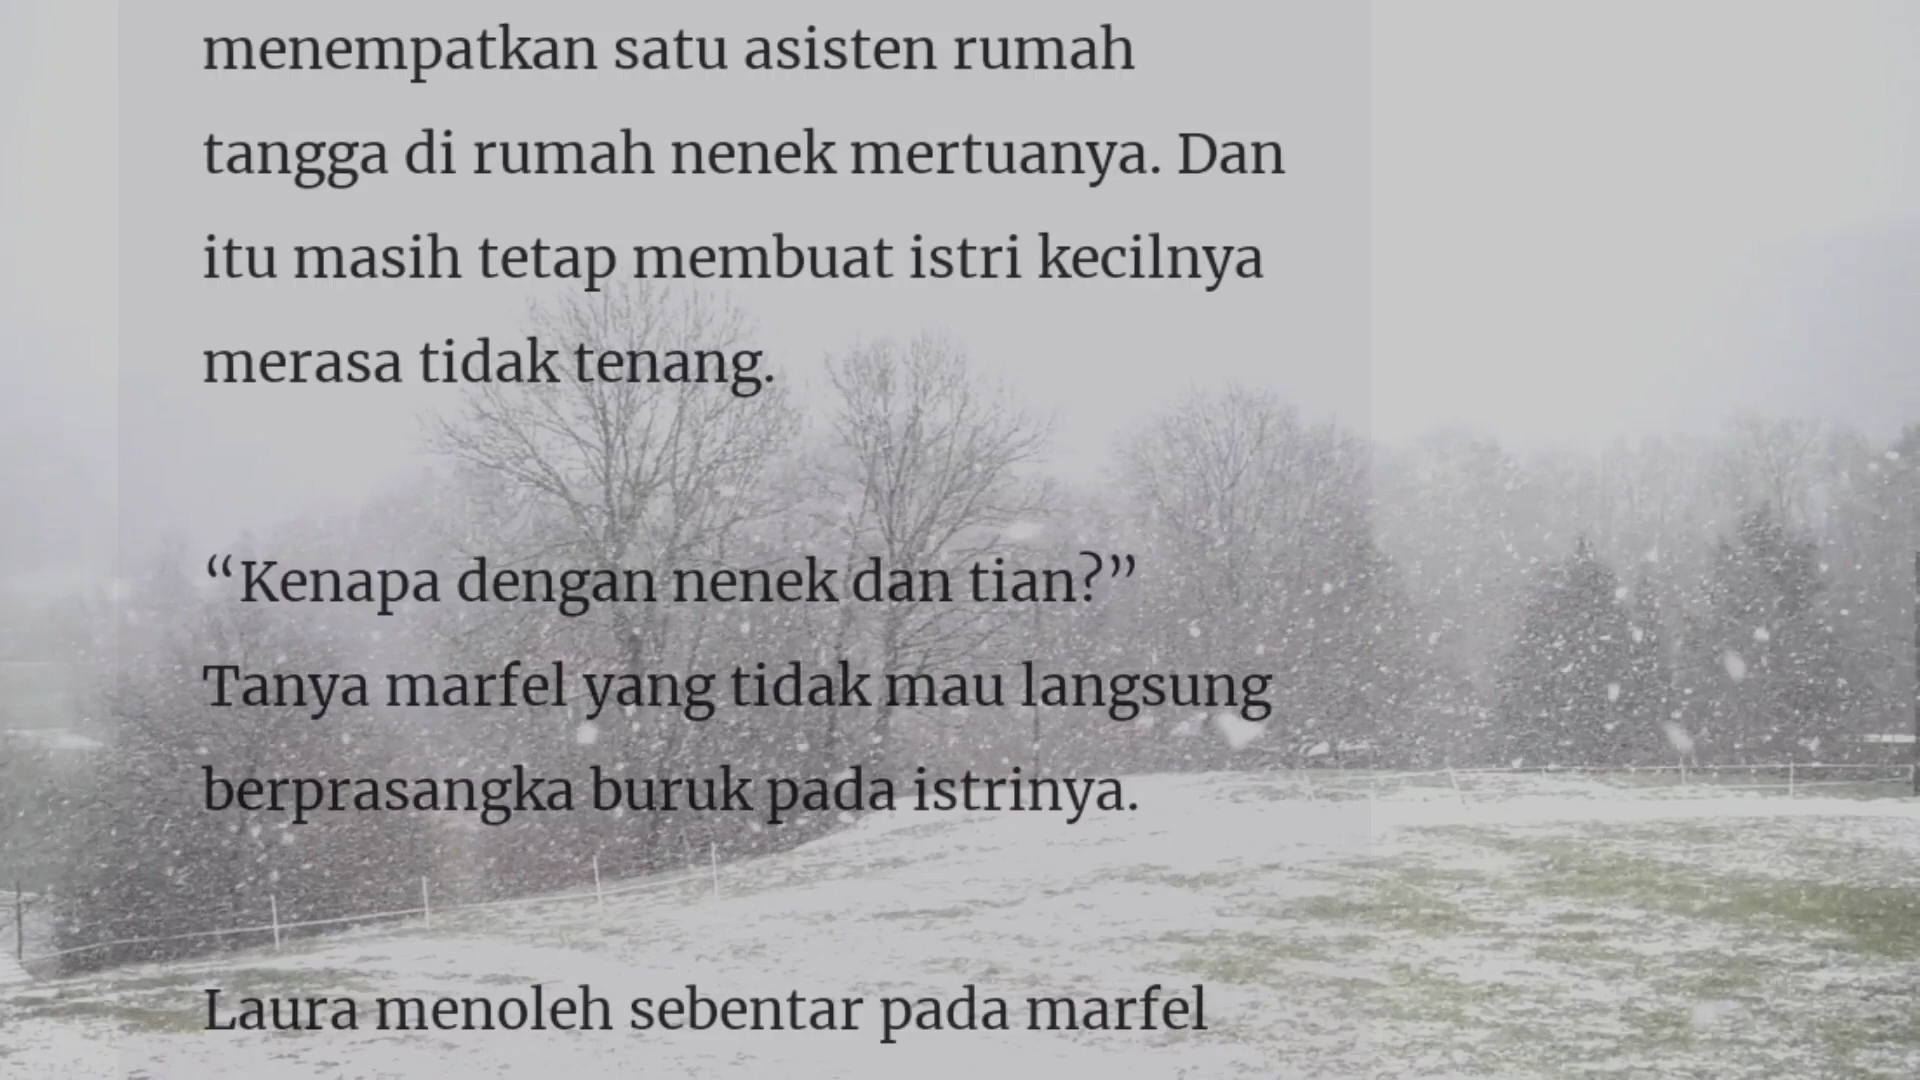 menempatkan satu asisten rumah
tangga di rumah nenek mertuanya. Dan
itu masih tetap membuat istri kecilnya
merasa tidak tenang.
“Kenapa dengan nenek dan tian?”
Tanya marfel yang tidak mau langsung
berprasangka buruk pada istrinya.
Laura menoleh sebentar pada marfel